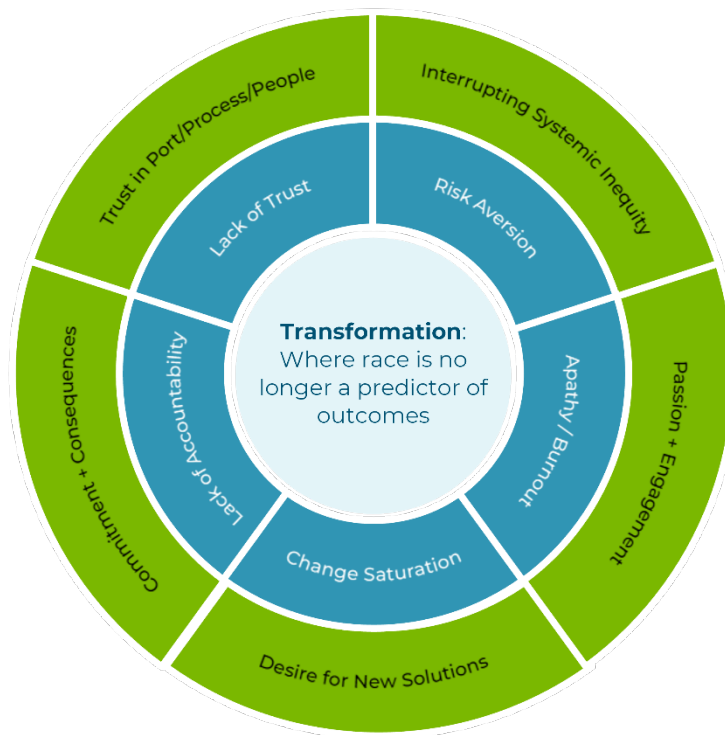 Trust in Port/Process/People
Interrupting Systemic Inequity
Lack of Trust
Risk Aversion
Transformation:
Where race is no
longer a predictor of
outcomes
Commitment + Consequences
Lack of Accountability
Apathy / Burnout
Passion + Engagement
Change Saturation
Desire for New Solutions